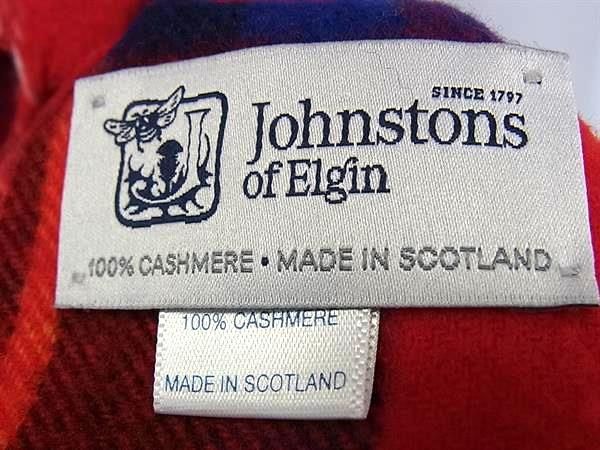 SINCE 1797
Johnstons
of Elgin
100% CASHMERE • MADE IN SCOTLAND
100% CASHMERE
MADE IN SCOTLAND